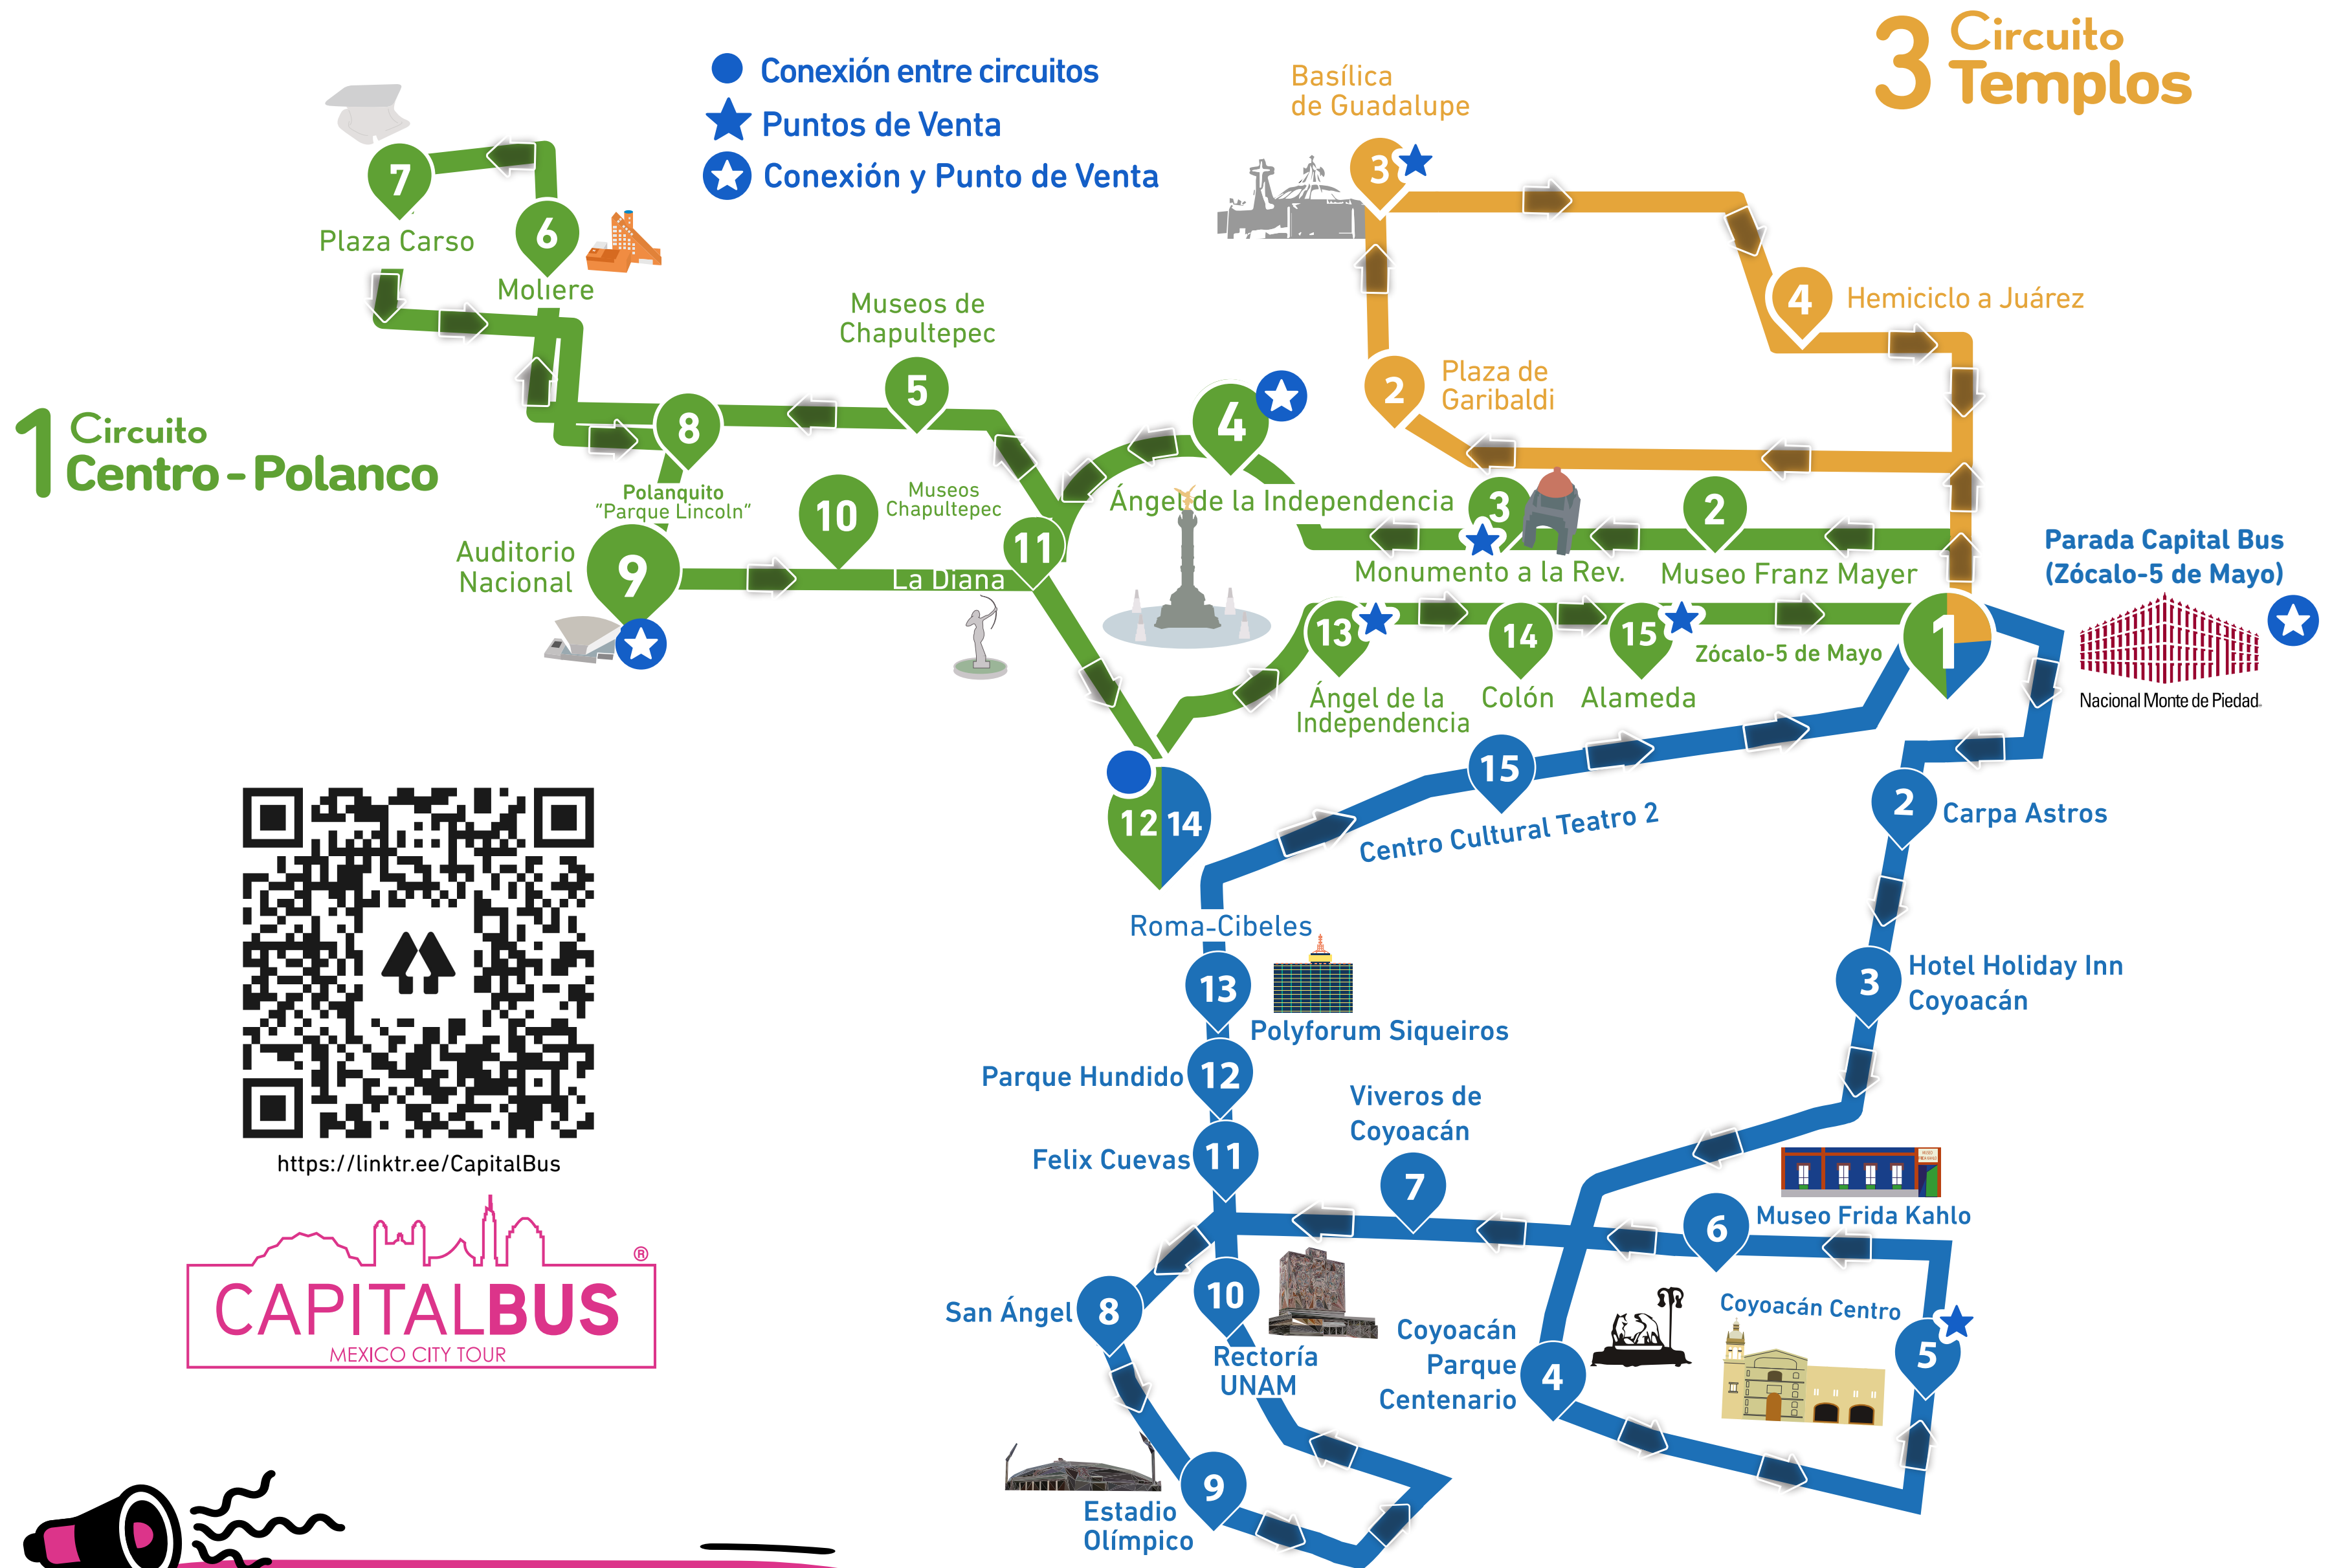 3 Circuito
Templos
Conexión entre circuitos
Puntos de Venta
Conexión y Punto de Venta
Basílica
de Guadalupe
3
7
Plaza Carso
6
Moliere
4
Hemiciclo a Juárez
Museos de
Chapultepec
5
2
Plaza de
Garibaldi
1 Circuito
Centro-Polanco
8
Polanquito
"Parque Lincoln"
4
Ángel de la Independencia
3
Monumento a la Rev.
2
Museo Franz Mayer
10
Museos
Chapultepec
11
La Diana
Auditorio
Nacional
9
Parada Capital Bus
(Zócalo-5 de Mayo)
Nacional Monte de Piedad
13
Ángel de la
Independencia
14
Colón
15
Alameda
Zócalo-5 de Mayo
1
12 14
Roma-Cibeles
15
Centro Cultural Teatro 2
2
Carpa Astros
3
Hotel Holiday Inn
Coyoacán
13
Polyforum Siqueiros
Parque Hundido
12
Felix Cuevas
11
Viveros de
Coyoacán
7
6
Museo Frida Kahlo
San Ángel
8
10
Rectoría
UNAM
Coyoacán
Parque
Centenario
4
Coyoacán Centro
5
9
Estadio
Olímpico
https://linktr.ee/CapitalBus
CAPITALBUS
®
MEXICO CITY TOUR